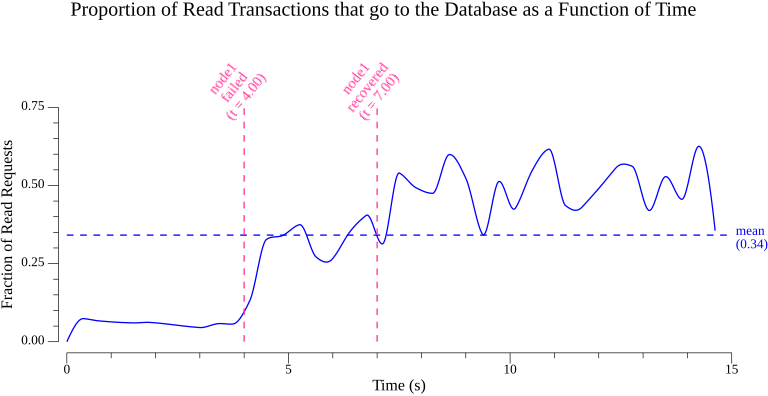 Proportion of Read Transactions that go to the Database as a Function of Time
node1
failed
(t = 4.00)
node1
recovered
(t = 7.00)
Fraction of Read Requests
0.75
0.50
0.25
0.00
mean
(0.34)
0
5
10
15
Time (s)